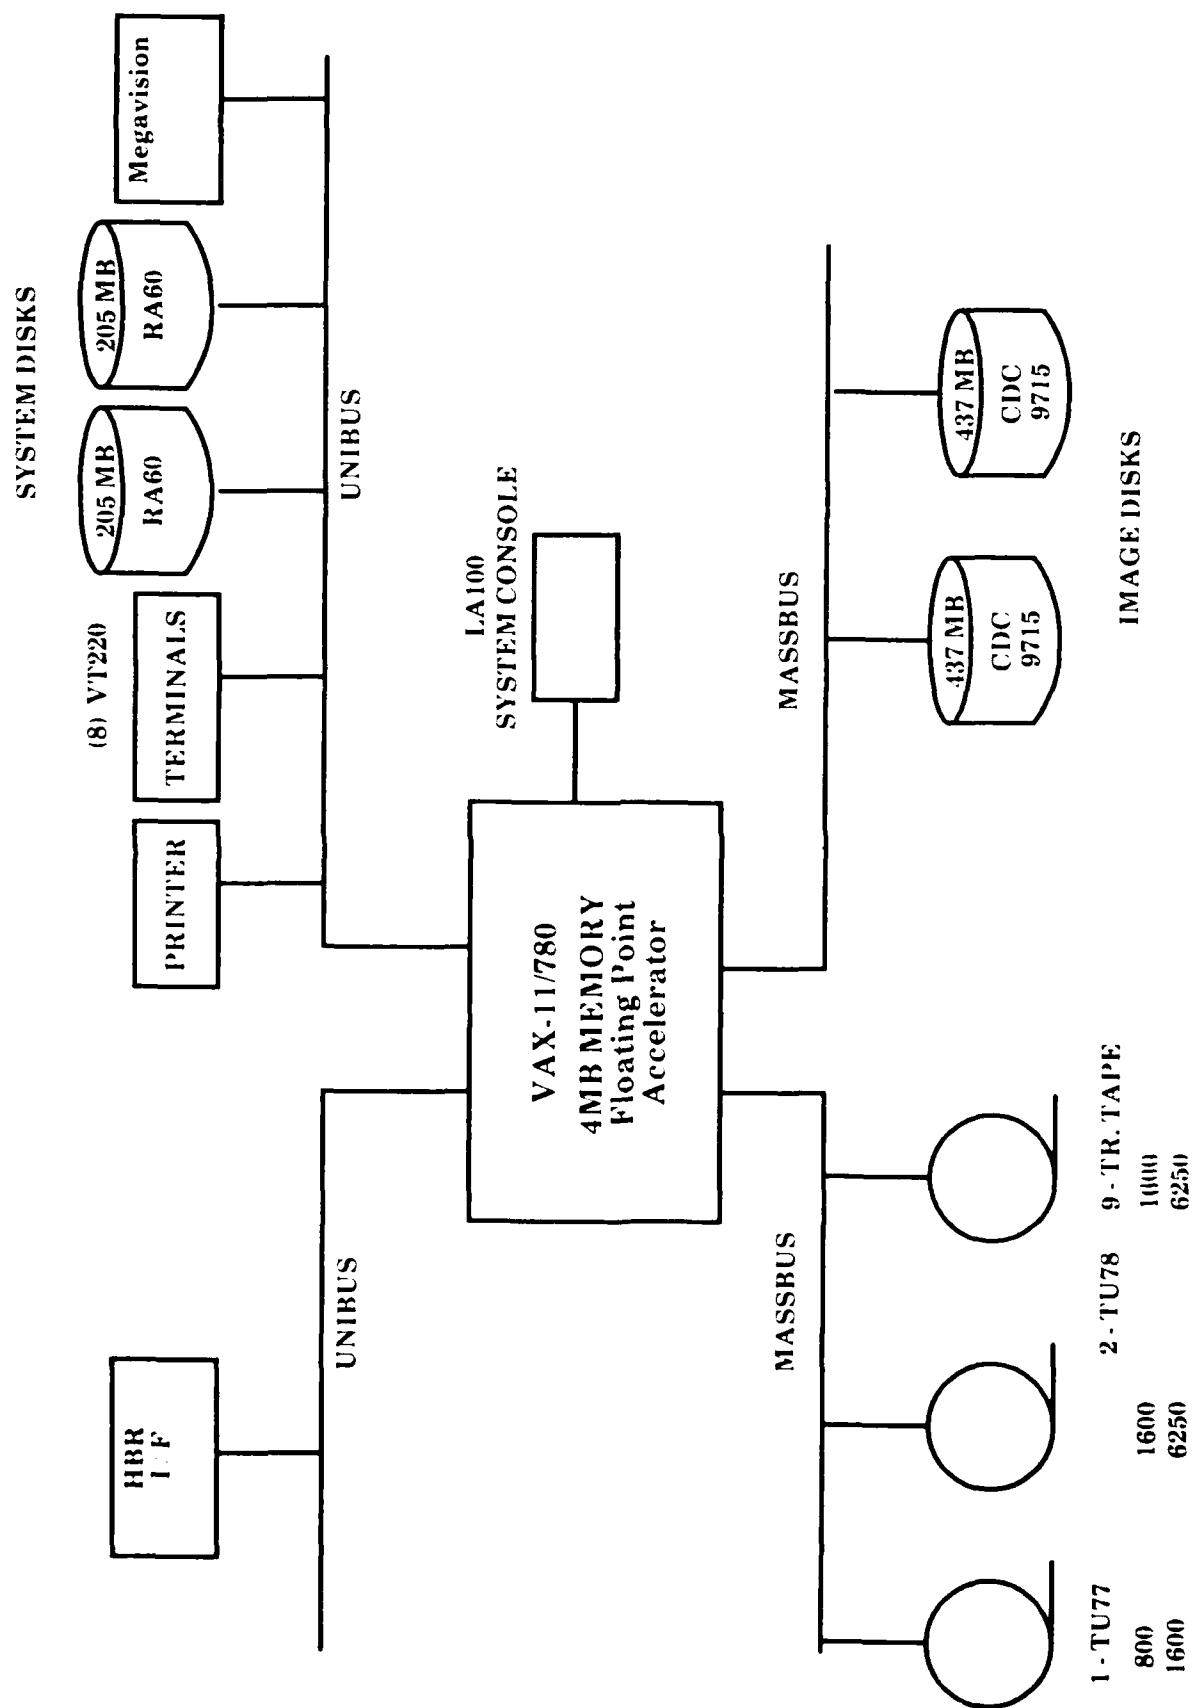 SYSTEM DISKS
(8) VT220
HBR
PRINTER
TERMINALS
205 MB
RA60
205 MB
RA60
Megavision
UNIBUS
UNIBUS
LA100
SYSTEM CONSOLE
VAX-11/780
4MB MEMORY
Floating Point
Accelerator
MASSBUS
MASSBUS
437 MB
CDC
9715
437 MB
CDC
9715
IMAGE DISKS
1 - TU77
800
1600
2 - TU78
1600
6250
9 - TR. TAPE
6250